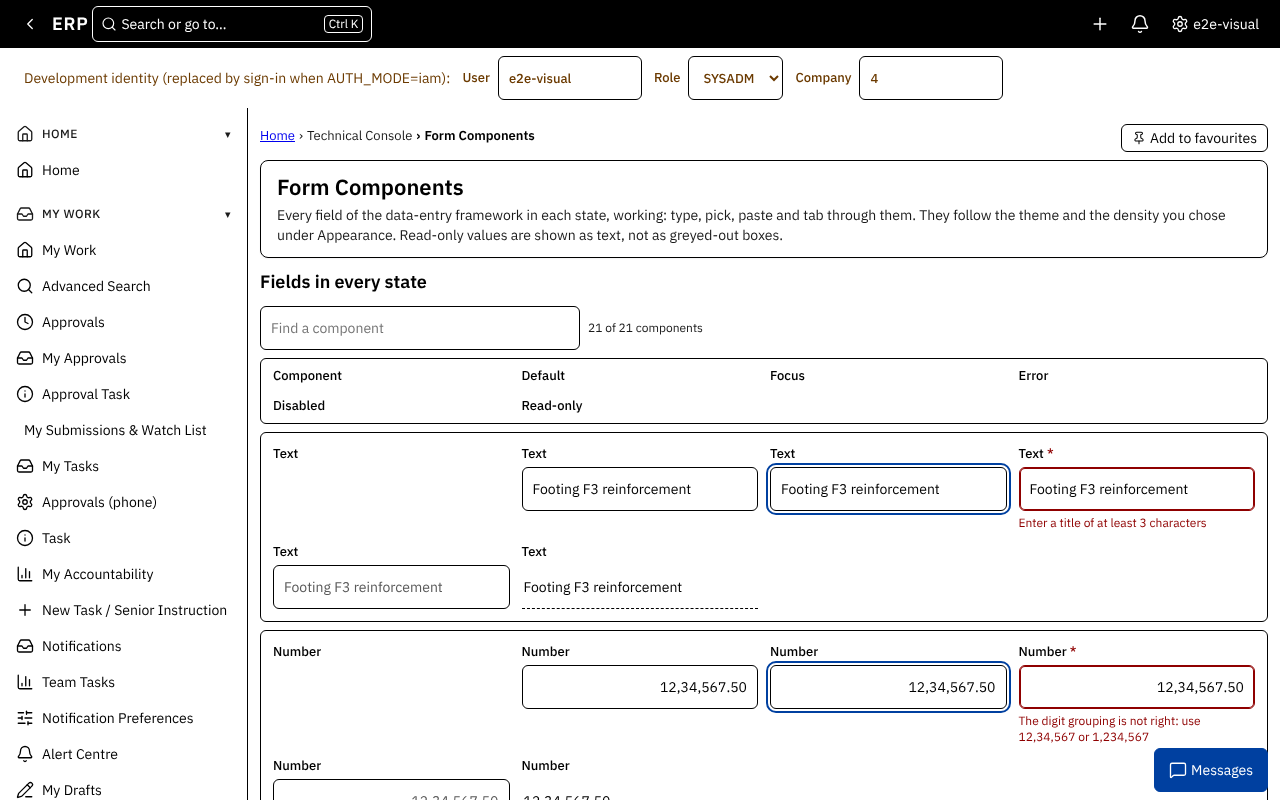 ERP
Search or go to... Ctrl K
e2e-visual
Development identity (replaced by sign-in when AUTH_MODE=iam): User e2e-visual Role SYSADM Company 4
HOME
Home
MY WORK
My Work
Advanced Search
Approvals
My Approvals
Approval Task
My Submissions & Watch List
My Tasks
Approvals (phone)
Task
My Accountability
New Task / Senior Instruction
Notifications
Team Tasks
Notification Preferences
Alert Centre
My Drafts
Home › Technical Console › Form Components
Add to favourites
Form Components
Every field of the data-entry framework in each state, working: type, pick, paste and tab through them. They follow the theme and the density you chose
under Appearance. Read-only values are shown as text, not as greyed-out boxes.
Fields in every state
Find a component 21 of 21 components
Component Default Focus Error
Disabled Read-only
Text Text Text Text *
Footing F3 reinforcement Footing F3 reinforcement Footing F3 reinforcement
Enter a title of at least 3 characters
Text Text
Footing F3 reinforcement Footing F3 reinforcement
Number Number Number Number *
12,34,567.50 12,34,567.50 12,34,567.50
The digit grouping is not right: use
12,34,567 or 1,234,567
Number Number
12,34,567.50 12,34,567.50
Messages